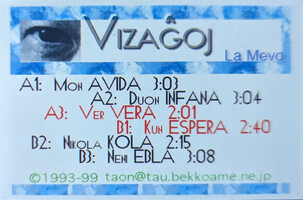 VIZAĜOJ
La Mevo
A1: Mon AVIDA 3:03
A2: Duon INFANA 3:04
A3: Ver VERA 2:01
B1: Kun ESPERA 2:40
B2: Nikola KOLA 2:15
B3: Neni EBLA 3:08
©1993-99 taon@tau.bekkoame.ne.jp